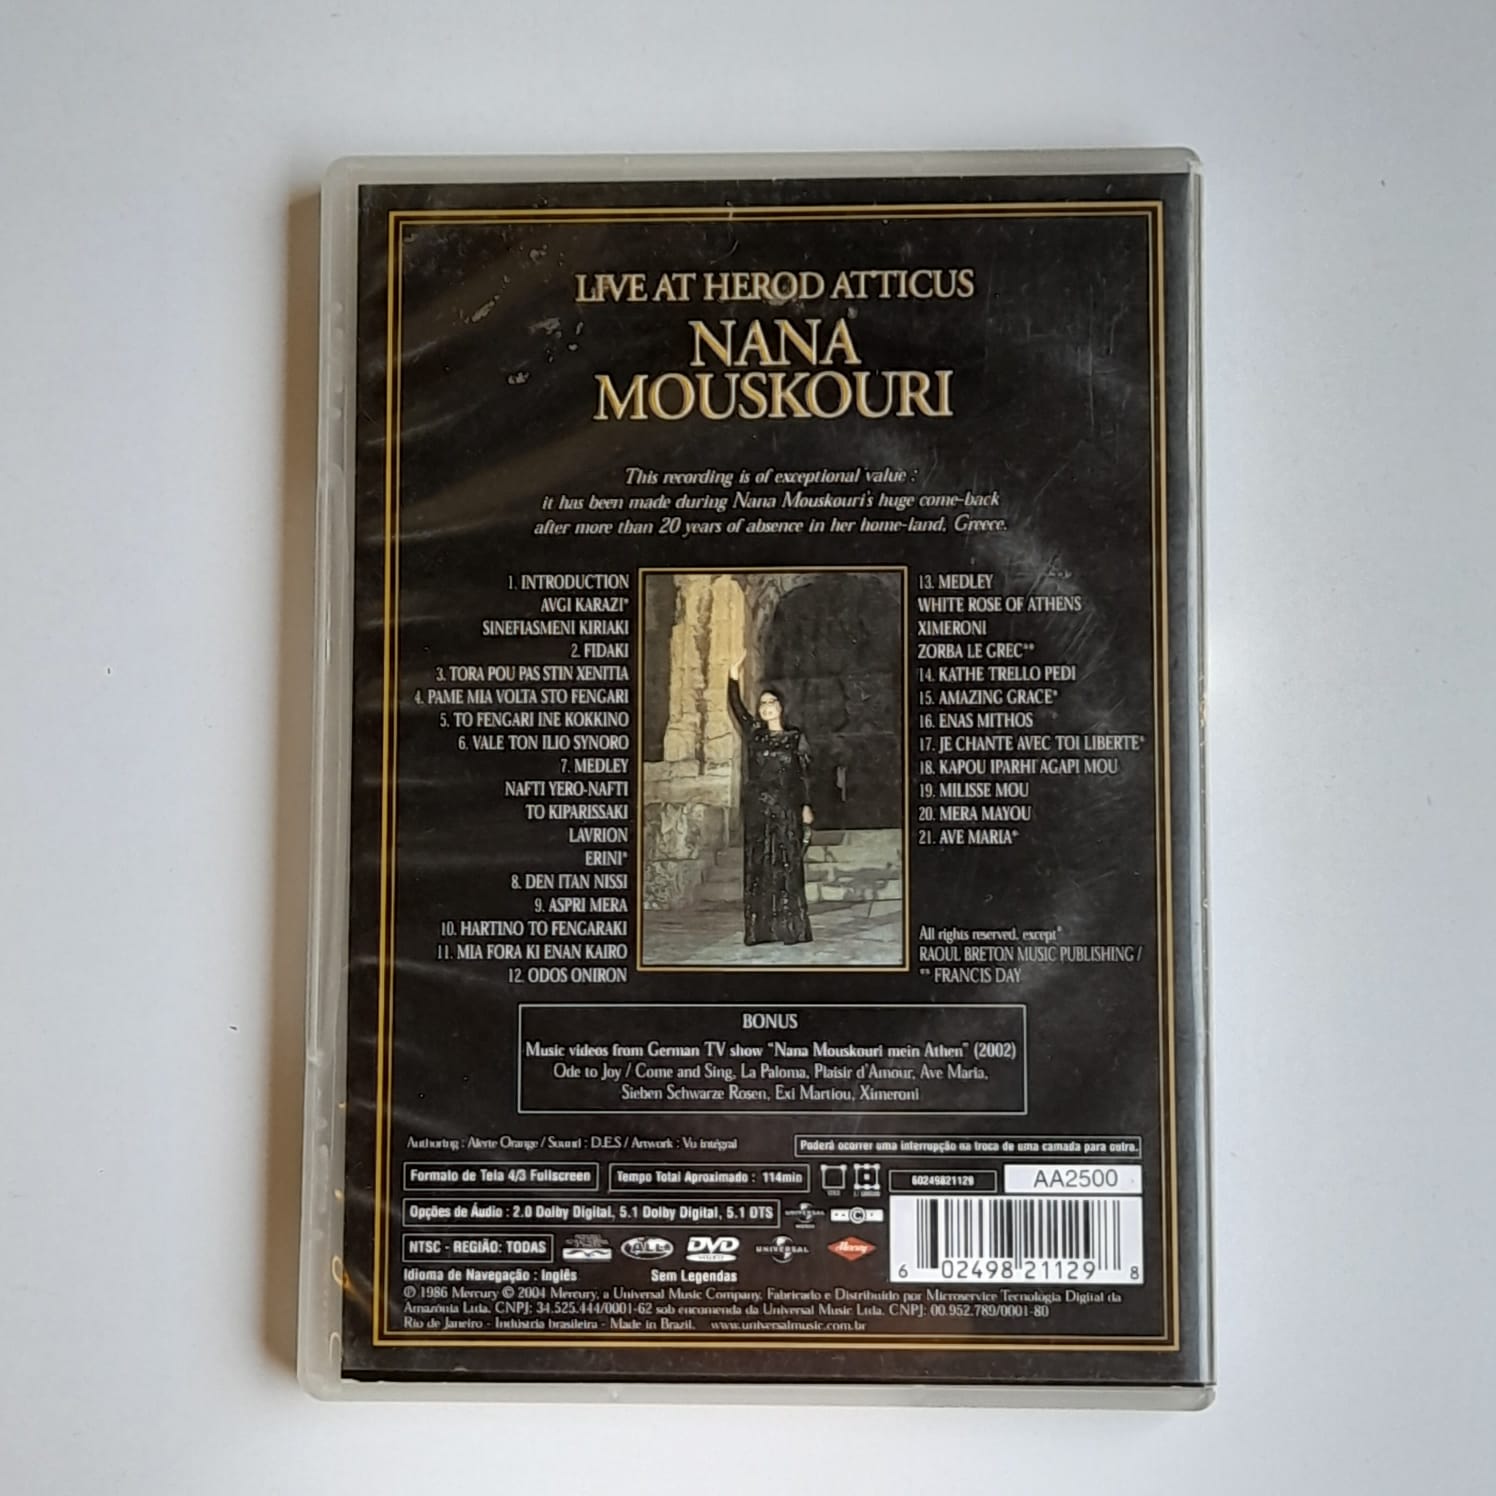 LIVE AT HEROD ATTICUS
NANA
MOUSKOURI
This recording is of exceptional value :
it has been made during Nana Mouskouri's huge come-back
after more than 20 years of absence in her home-land, Greece.
1. INTRODUCTION
AVGI KARAZI*
SINEFIASMENI KIRIAKI
2. FIDAKI
3. TORA POU PAS STIN XENITIA
4. PAME MIA VOLTA STO FENGARI
5. TO FENGARI INE KOKKINO
6. VALE TON ILIO SYNORO
7. MEDLEY
NAFTI YERO-NAFTI
TO KIPARISSAKI
LAVRION
ERINI*
8. DEN ITAN NISSI
9. ASPRI MERA
10. HARTINO TO FENGARAKI
11. MIA FORA KI ENAN KAIRO
12. ODOS ONIRON
13. MEDLEY
WHITE ROSE OF ATHENS
XIMERONI
ZORBA LE GREC**
14. KATHE TRELLO PEDI
15. AMAZING GRACE*
16. ENAS MITHOS
17. JE CHANTE AVEC TOI LIBERTE*
18. KAPOU IPARHI AGAPI MOU
19. MILISSE MOU
20. MERA MAYOU
21. AVE MARIA*
All rights reserved, except*
RAOUL BRETON MUSIC PUBLISHING /
** FRANCIS DAY
BONUS
Music videos from German TV show "Nana Mouskouri mein Athen" (2002)
Ode to Joy / Come and Sing, La Paloma, Plaisir d'Amour, Ave Maria,
Sieben Schwarze Rosen, Exi Martiou, Ximeroni
Authoring : Alerte Orange / Sound : D.E.S / Artwork : Vu intégral
Poderá ocorrer uma interrupção na troca de uma camada para outra.
Formato de Tela 4/3 Fullscreen
Tempo Total Aproximado : 114min
60249821129
AA2500
Opções de Áudio : 2.0 Dolby Digital, 5.1 Dolby Digital, 5.1 DTS
UNIVERSAL
MUSIC
NTSC - REGIÃO: TODAS
ALL
DVD
VIDEO
UNIVERSAL
Mercury
6 02498 21129 8
Idioma de Navegação : Inglês
Sem Legendas
℗ 1986 Mercury © 2004 Mercury, a Universal Music Company. Fabricado e Distribuído por Microservice Tecnologia Digital da
Amazônia Ltda. CNPJ: 34.525.444/0001-62 sob encomenda da Universal Music Ltda. CNPJ: 00.952.789/0001-80
Rio de Janeiro - Indústria brasileira - Made in Brazil. www.universalmusic.com.br